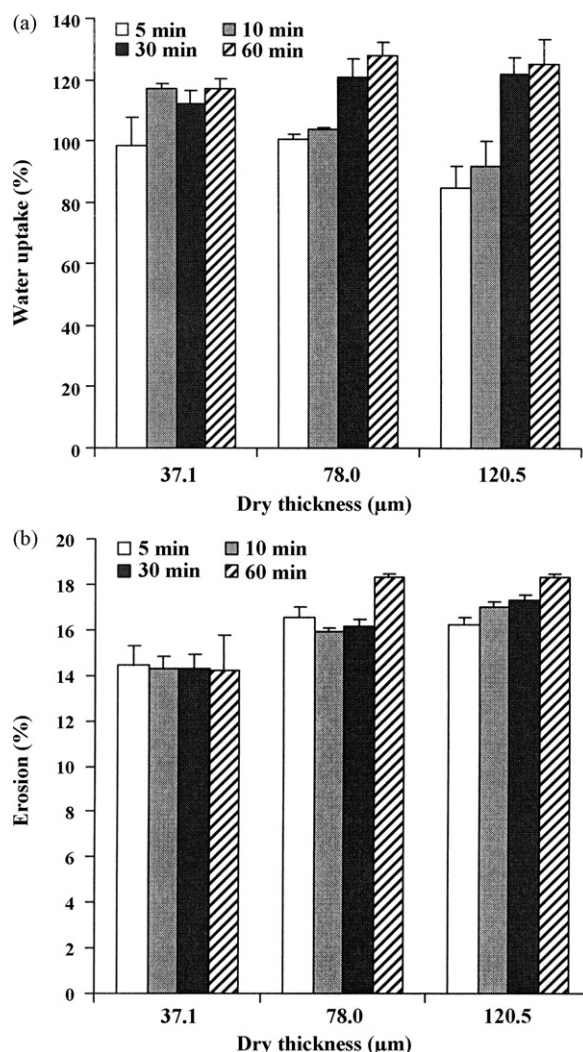 (a)
140
120
100
80
60
40
20
0
Water uptake (%)
5 min 10 min
30 min 60 min
37.1 78.0 120.5
Dry thickness (μm)
(b)
20
18
16
14
12
10
8
6
4
2
0
Erosion (%)
5 min 10 min
30 min 60 min
37.1 78.0 120.5
Dry thickness (μm)